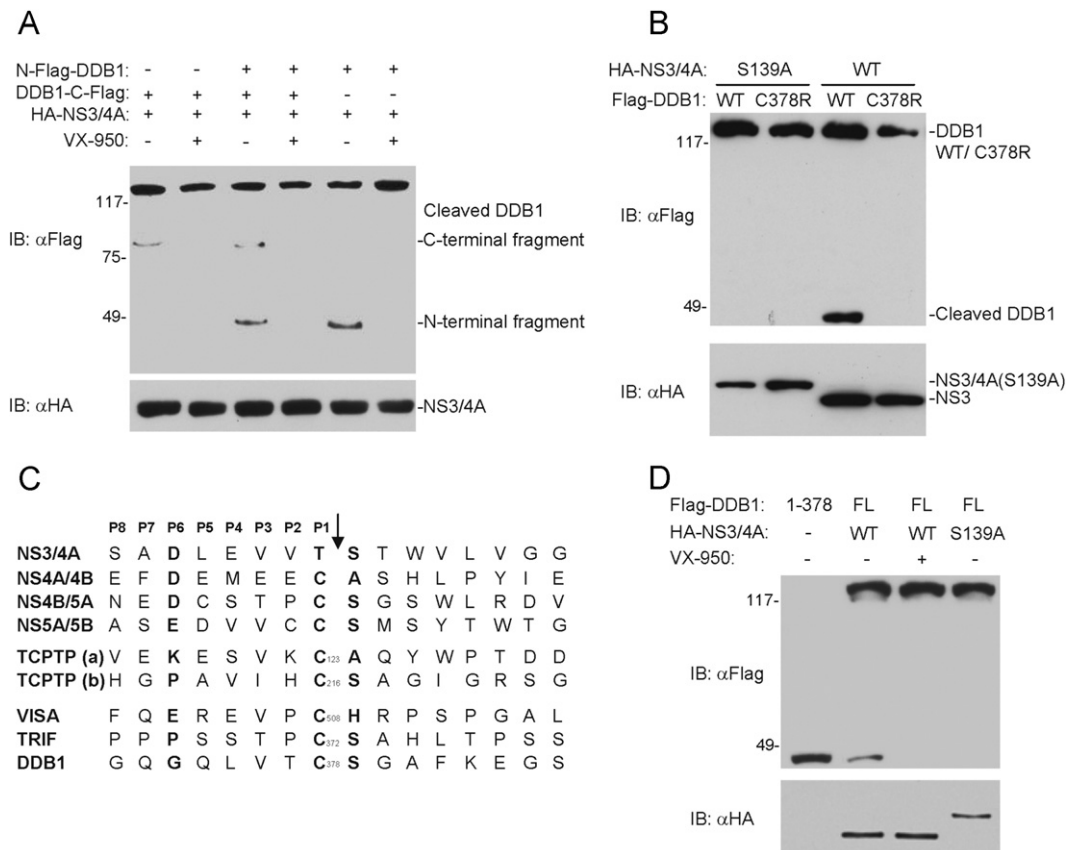 A
N-Flag-DDB1: - - + + + +
DDB1-C-Flag: + + + + - -
HA-NS3/4A: + + + + + +
VX-950: - + - + - +
117-
75-
49-
IB: αFlag
Cleaved DDB1
-C-terminal fragment
-N-terminal fragment
IB: αHA
-NS3/4A
B
HA-NS3/4A: S139A WT
Flag-DDB1: WT C378R WT C378R
117-
-DDB1
WT/ C378R
IB: αFlag
49-
-Cleaved DDB1
IB: αHA
-NS3/4A(S139A)
-NS3
C
P8 P7 P6 P5 P4 P3 P2 P1
NS3/4A S A D L E V V T S T W V L V G G
NS4A/4B E F D E M E E C A S H L P Y I E
NS4B/5A N E D C S T P C S G S W L R D V
NS5A/5B A S E D V V C C S M S Y T W T G
TCPTP (a) V E K E S V K C123 A Q Y W P T D D
TCPTP (b) H G P A V I H C216 S A G I G R S G
VISA F Q E R E V P C508 H R P S P G A L
TRIF P P P S S T P C372 S A H L T P S S
DDB1 G Q G Q L V T C378 S G A F K E G S
D
Flag-DDB1: 1-378 FL FL FL
HA-NS3/4A: - WT WT S139A
VX-950: - - + -
117-
IB: αFlag
49-
IB: αHA